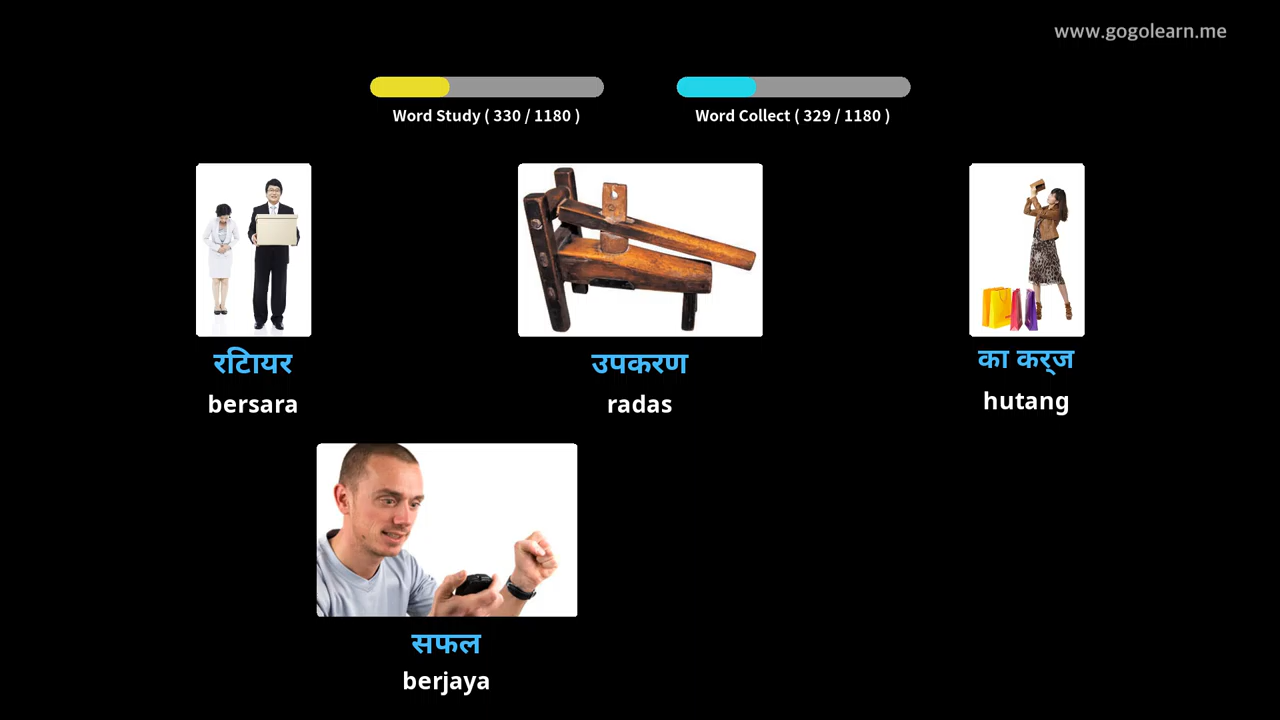 www.gogolearn.me
Word Study ( 330 / 1180 )
Word Collect ( 329 / 1180 )
रिटायर
bersara
उपकरण
radas
का कर्ज
hutang
सफल
berjaya